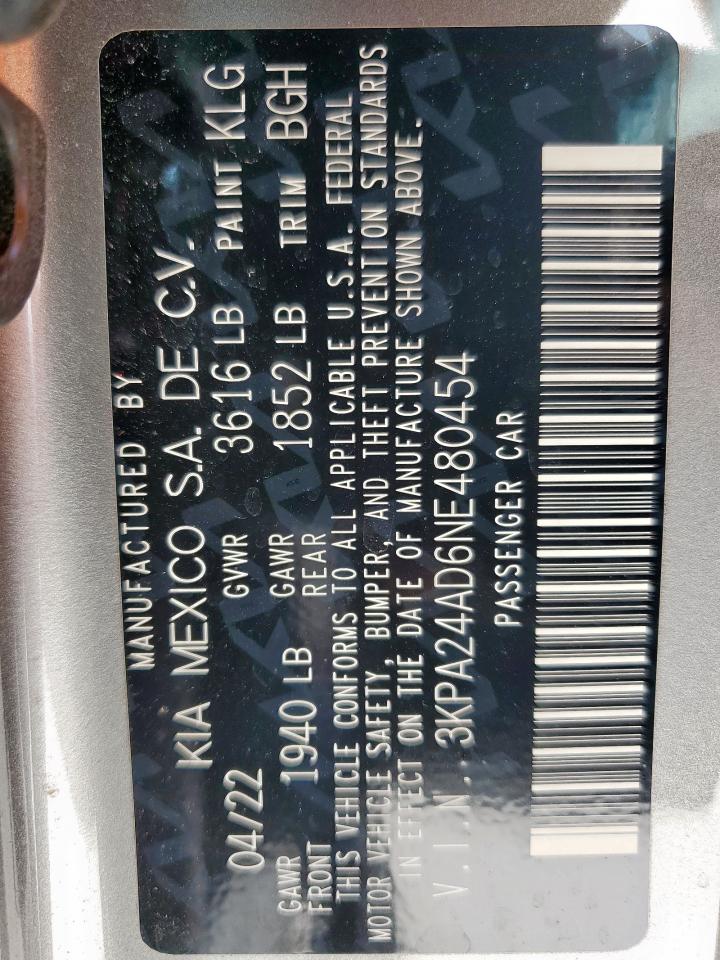 MANUFACTURED BY
KIA MEXICO S.A. DE C.V.
04/22 GVWR 3616 LB PAINT KLG
GAWR FRONT 1940 LB GAWR REAR 1852 LB TRIM BGH
THIS VEHICLE CONFORMS TO ALL APPLICABLE U.S.A. FEDERAL
MOTOR VEHICLE SAFETY, BUMPER, AND THEFT PREVENTION STANDARDS
IN EFFECT ON THE DATE OF MANUFACTURE SHOWN ABOVE.
V.I.N. : 3KPA24AD6NE480454
PASSENGER CAR